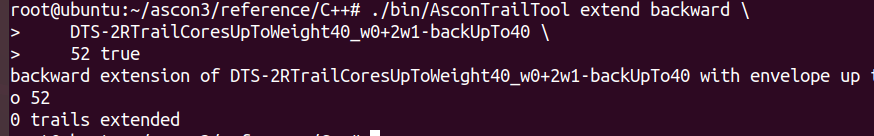 root@ubuntu:~/ascon3/reference/C++# ./bin/AsconTrailTool extend backward \
>     DTS-2RTrailCoresUpToWeight40_w0+2w1-backUpTo40 \
>     52 true
backward extension of DTS-2RTrailCoresUpToWeight40_w0+2w1-backUpTo40 with envelope up t
o 52
0 trails extended